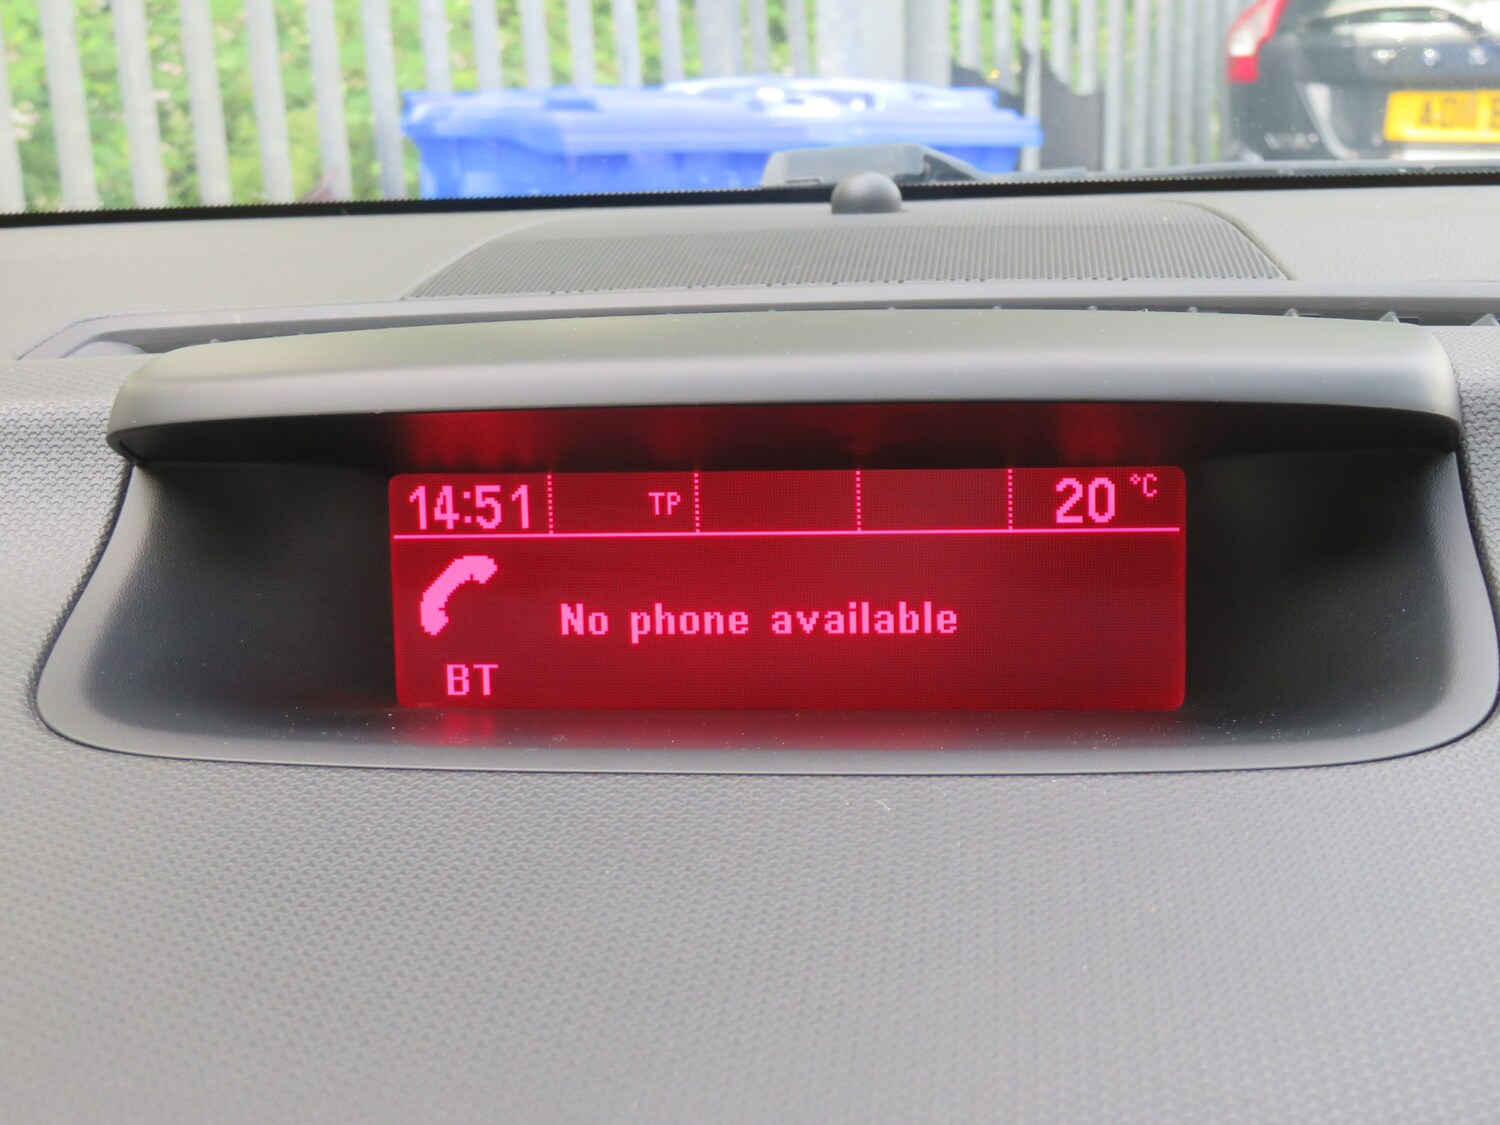 14:51 TP 20 °C
No phone available
BT